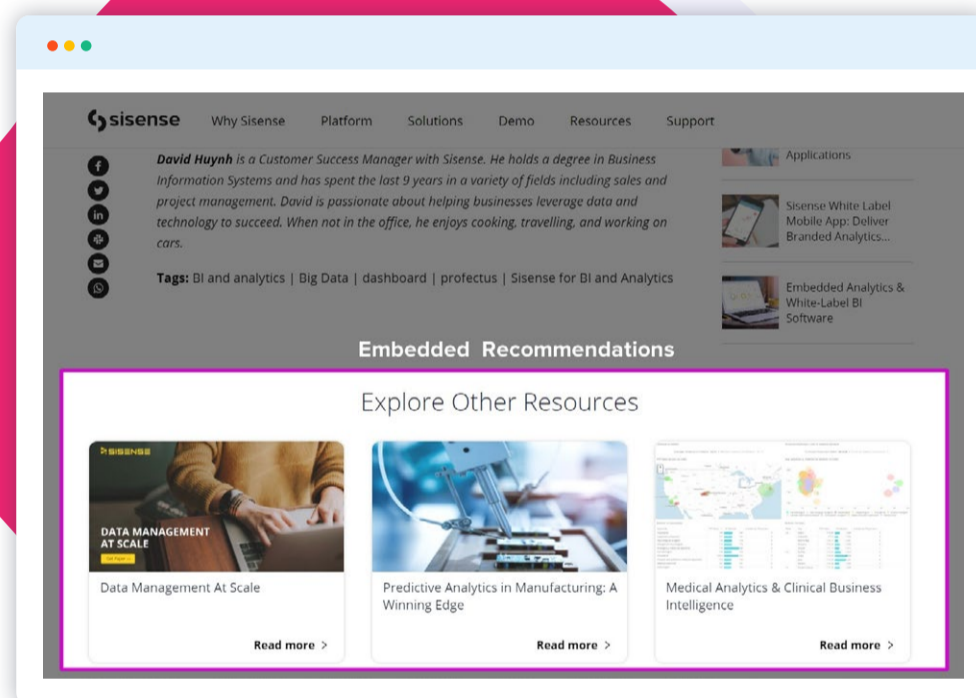 sisense Why Sisense Platform Solutions Demo Resources Support
David Huynh is a Customer Success Manager with Sisense. He holds a degree in Business
Information Systems and has spent the last 9 years in a variety of fields including sales and
project management. David is passionate about helping businesses leverage data and
technology to succeed. When not in the office, he enjoys cooking, travelling, and working on
cars.
Tags: BI and analytics | Big Data | dashboard | profectus | Sisense for BI and Analytics
Applications
Sisense White Label
Mobile App: Deliver
Branded Analytics...
Embedded Analytics &
White-Label BI
Software
Embedded Recommendations
Explore Other Resources
SISENSE
DATA MANAGEMENT
AT SCALE
Data Management At Scale
Read more >
Predictive Analytics in Manufacturing: A
Winning Edge
Read more >
Medical Analytics & Clinical Business
Intelligence
Read more >